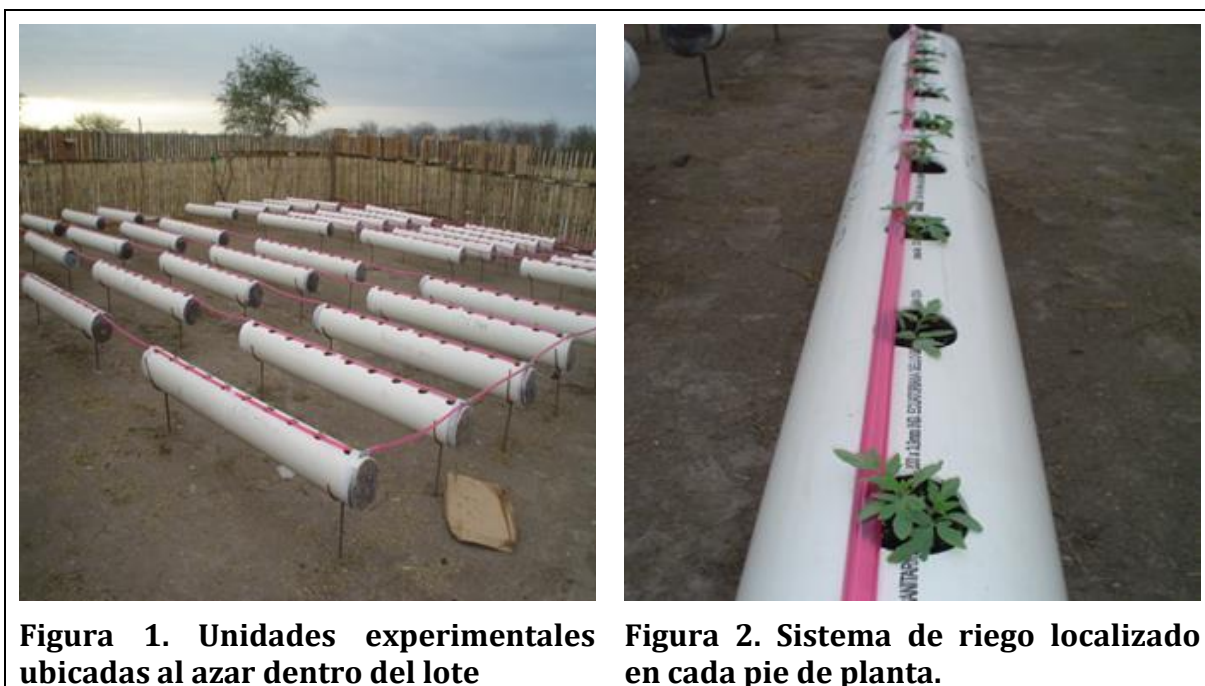 Figura 1. Unidades experimentales
ubicadas al azar dentro del lote
Figura 2. Sistema de riego localizado
en cada pie de planta.